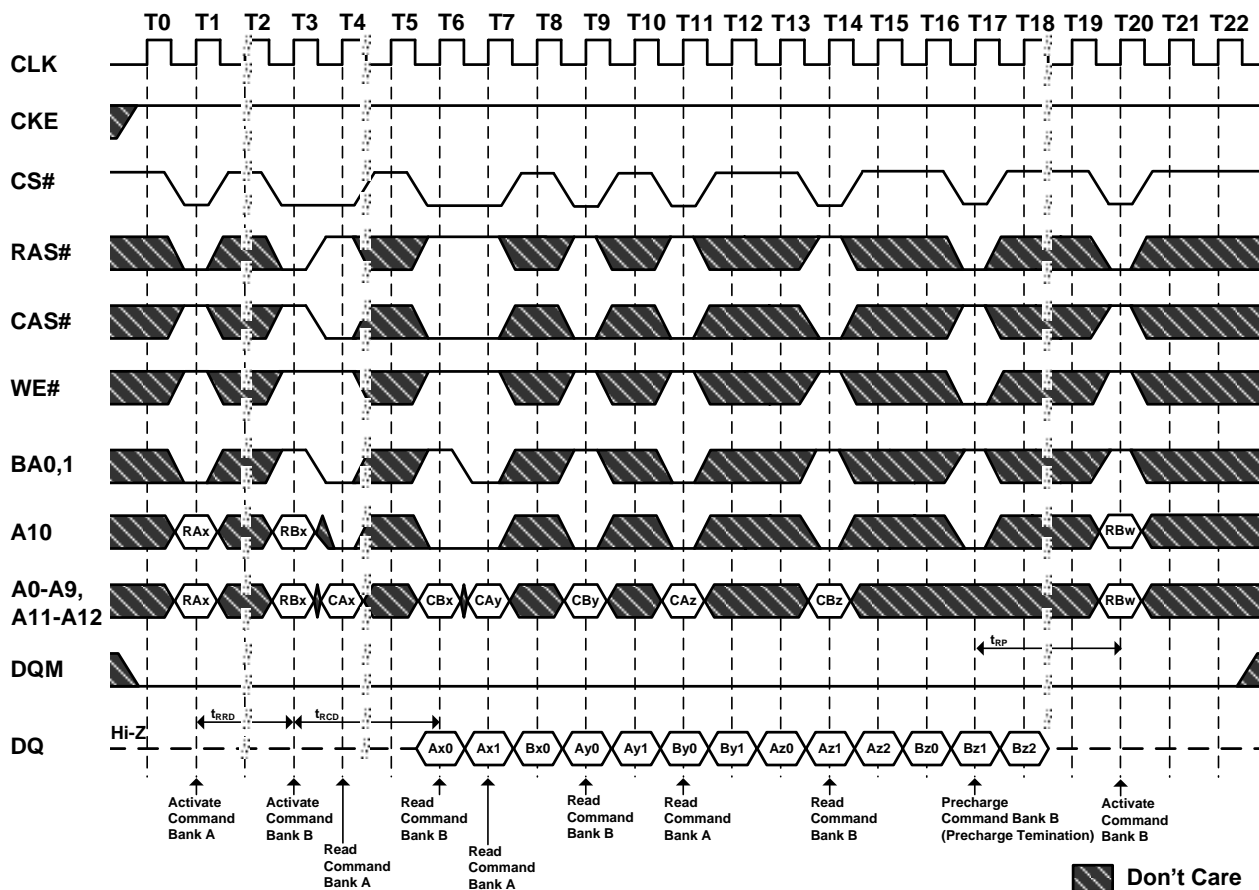 T0 T1 T2 T3 T4 T5 T6 T7 T8 T9 T10 T11 T12 T13 T14 T15 T16 T17 T18 T19 T20 T21 T22
CLK
CKE
CS#
RAS#
CAS#
WE#
BA0,1
A10
RAx RBx RBw
A0-A9,
A11-A12
RAx RBx CAx CBx CAy CBy CAz CBz RBw
tRP
DQM
tRRD tRCD
Hi-Z
DQ
Ax0 Ax1 Bx0 Ay0 Ay1 By0 By1 Az0 Az1 Az2 Bz0 Bz1 Bz2
Activate
Command
Bank A
Activate
Command
Bank B
Read
Command
Bank A
Read
Command
Bank B
Read
Command
Bank A
Read
Command
Bank B
Read
Command
Bank A
Read
Command
Bank B
Precharge
Command Bank B
(Precharge Temination)
Activate
Command
Bank B
Don't Care